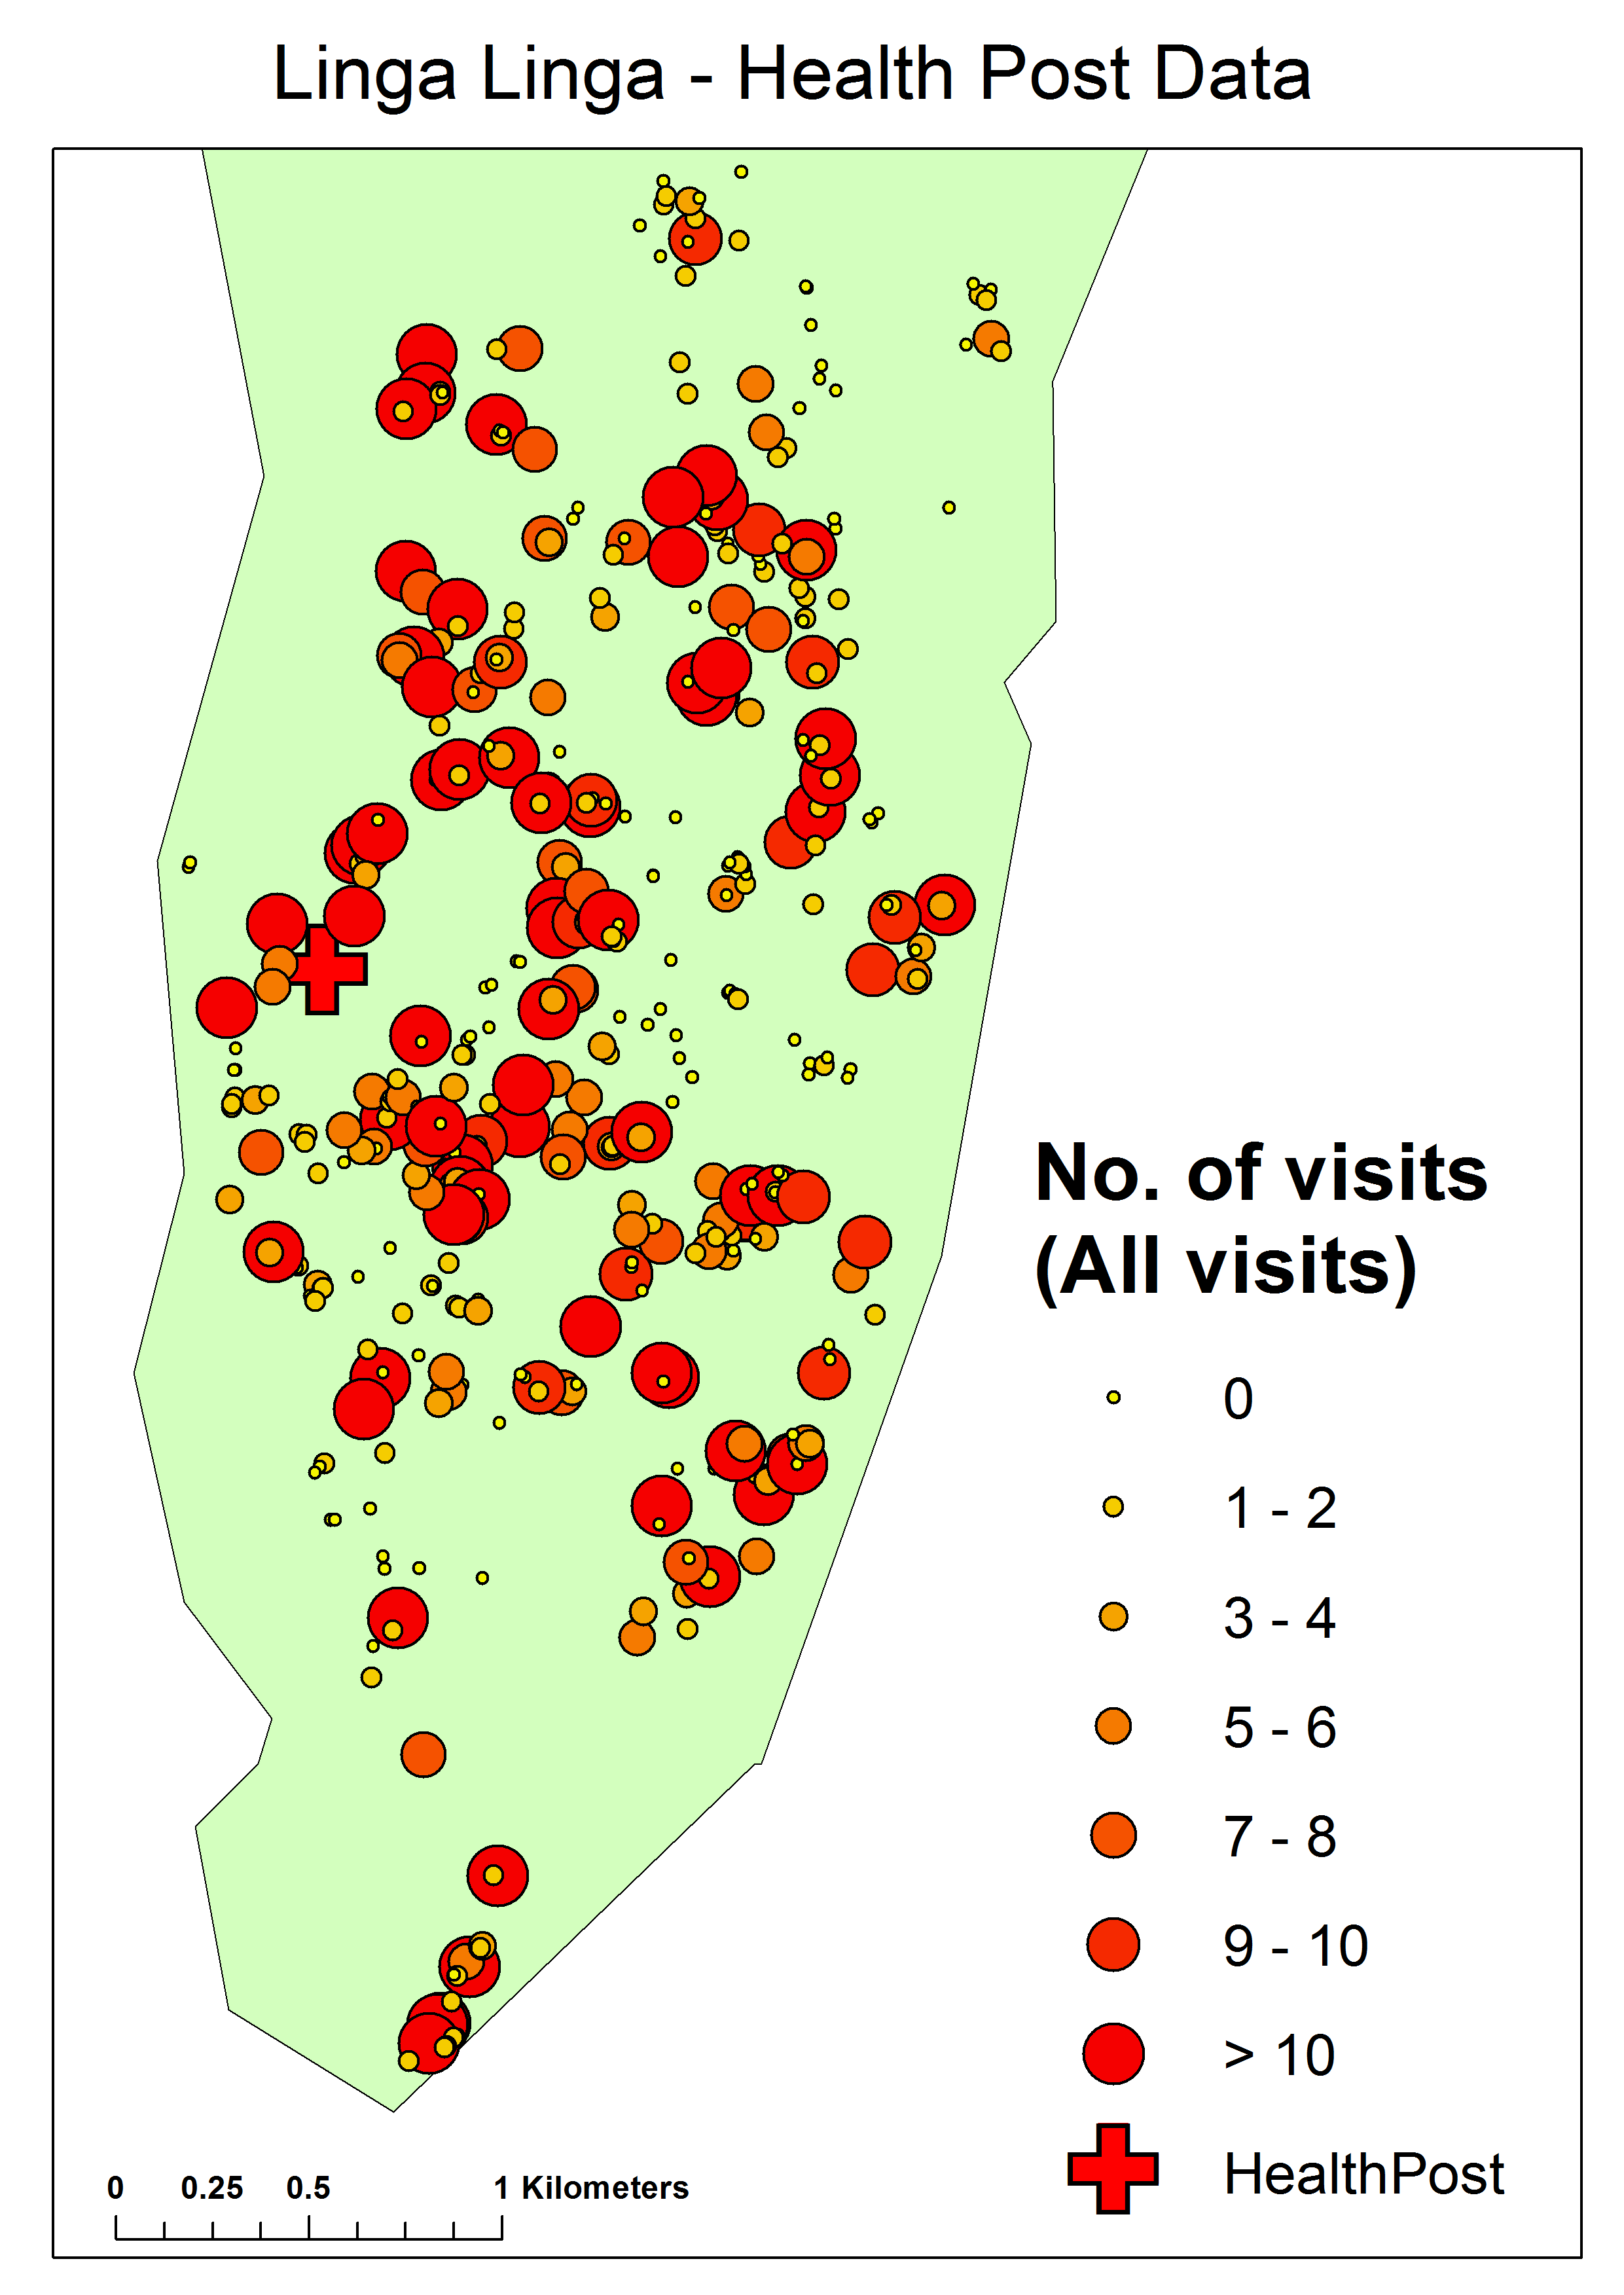 Linga Linga - Health Post Data
No. of visits
(All visits)
0
1 - 2
3 - 4
5 - 6
7 - 8
9 - 10
> 10
HealthPost
0 0.25 0.5 1 Kilometers